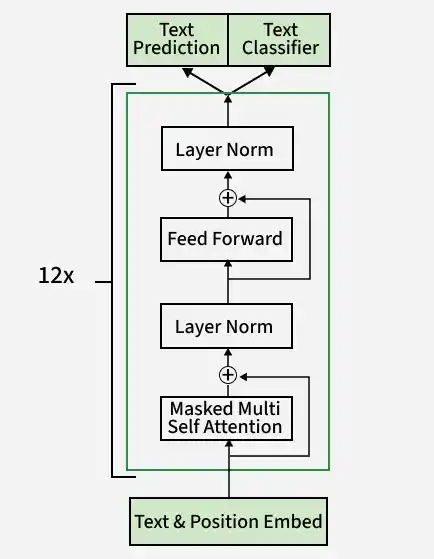 Text
Prediction
Text
Classifier
Layer Norm
Feed Forward
12x
Layer Norm
Masked Multi
Self Attention
Text & Position Embed